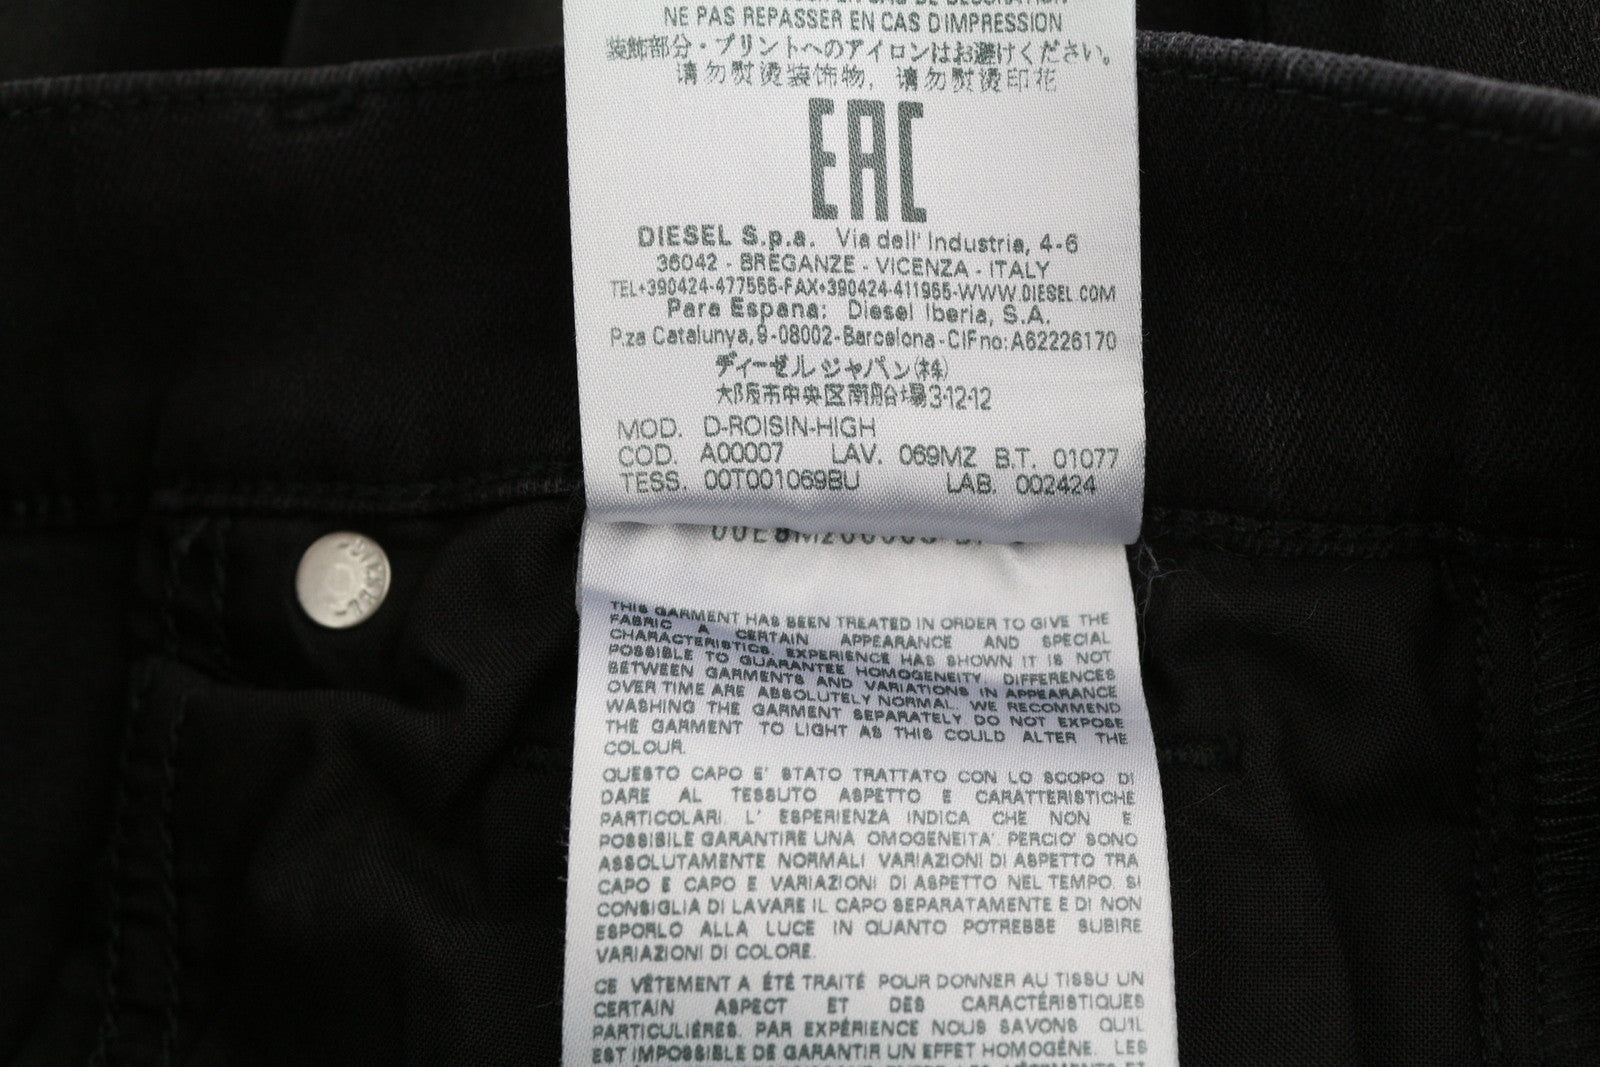 NE PAS REPASSER EN CAS D'IMPRESSION
装飾部分・プリントへのアイロンはお避けください。
请勿熨烫装饰物，请勿熨烫印花
EAC
DIESEL S.p.a. Via dell' Industria, 4-6
36042 - BREGANZE - VICENZA - ITALY
TEL+390424-477555-FAX+390424-411955-WWW.DIESEL.COM
Para Espana: Diesel Iberia, S.A.
P.za Catalunya, 9-08002-Barcelona-CIF no: A62226170
ディーゼルジャパン(株)
大阪市中央区南船場3-12-12
MOD. D-ROISIN-HIGH
COD. A00007 LAV. 069MZ B.T. 01077
TESS. 00T001069BU LAB. 002424
THIS GARMENT HAS BEEN TREATED IN ORDER TO GIVE THE
FABRIC A CERTAIN APPEARANCE AND SPECIAL
CHARACTERISTICS. EXPERIENCE HAS SHOWN IT IS NOT
POSSIBLE TO GUARANTEE HOMOGENEITY. DIFFERENCES
BETWEEN GARMENTS AND VARIATIONS IN APPEARANCE
OVER TIME ARE ABSOLUTELY NORMAL. WE RECOMMEND
WASHING THE GARMENT SEPARATELY DO NOT EXPOSE
THE GARMENT TO LIGHT AS THIS COULD ALTER THE
COLOUR.
QUESTO CAPO E' STATO TRATTATO CON LO SCOPO DI
DARE AL TESSUTO ASPETTO E CARATTERISTICHE
PARTICOLARI. L' ESPERIENZA INDICA CHE NON E
POSSIBILE GARANTIRE UNA OMOGENEITA'. PERCIO' SONO
ASSOLUTAMENTE NORMALI VARIAZIONI DI ASPETTO TRA
CAPO E CAPO E VARIAZIONI DI ASPETTO NEL TEMPO. SI
CONSIGLIA DI LAVARE IL CAPO SEPARATAMENTE E DI NON
ESPORLO ALLA LUCE IN QUANTO POTREBBE SUBIRE
VARIAZIONI DI COLORE.
CE VÊTEMENT A ÉTÉ TRAITÉ POUR DONNER AU TISSU UN
CERTAIN ASPECT ET DES CARACTÉRISTIQUES
PARTICULIÈRES. PAR EXPÉRIENCE NOUS SAVONS QU'IL
EST IMPOSSIBLE DE GARANTIR UN EFFET HOMOGÈNE. LES